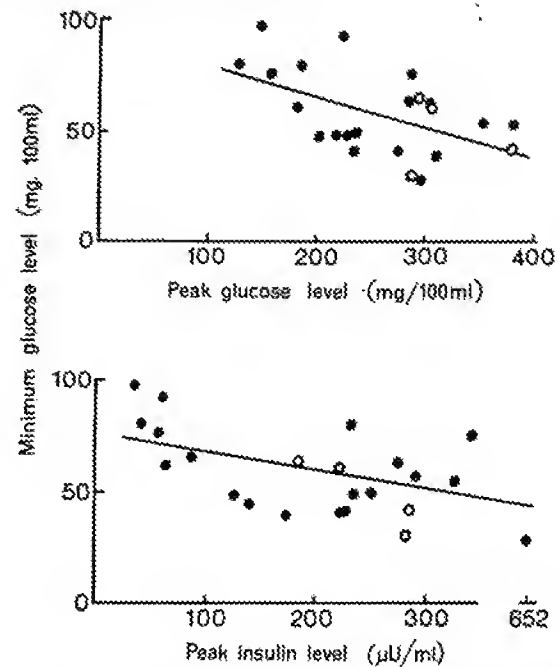 Minimum glucose level (mg. 100ml)
100
50
0
100 200 300 400
Peak glucose level (mg/100ml)
100
50
0
100 200 300 652
Peak insulin level (µU/ml)